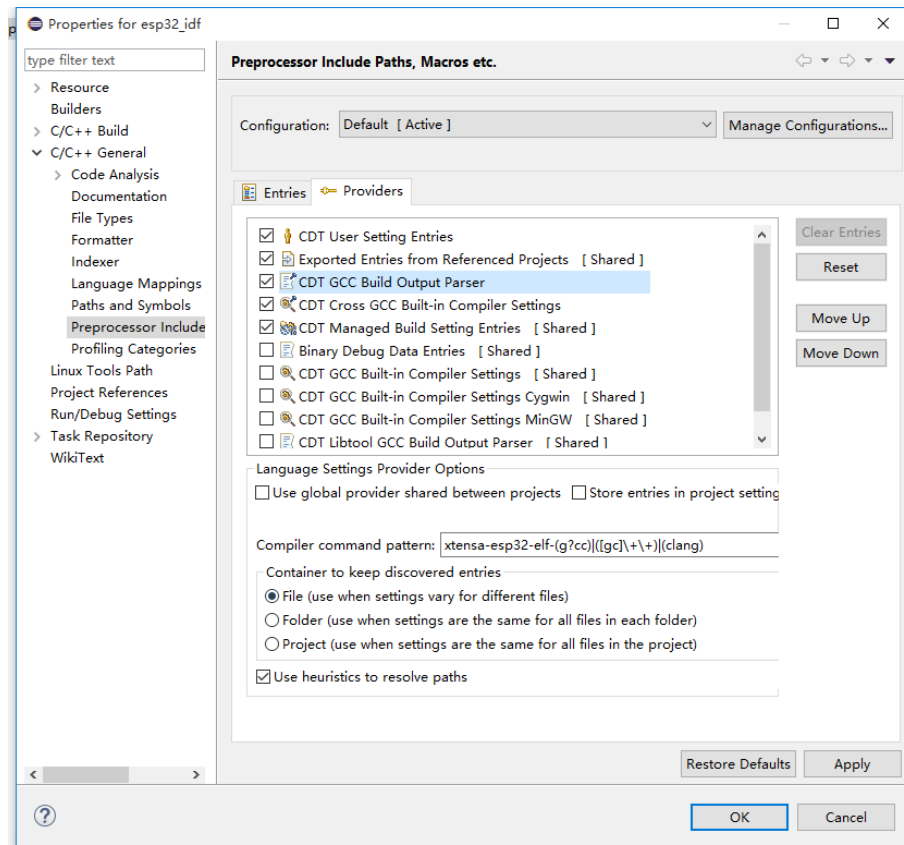 Properties for esp32_idf
type filter text
Resource
Builders
C/C++ Build
C/C++ General
Code Analysis
Documentation
File Types
Formatter
Indexer
Language Mappings
Paths and Symbols
Preprocessor Include
Profiling Categories
Linux Tools Path
Project References
Run/Debug Settings
Task Repository
WikiText
Preprocessor Include Paths, Macros etc.
Configuration: Default [ Active ] Manage Configurations...
Entries Providers
CDT User Setting Entries
Exported Entries from Referenced Projects [ Shared ]
CDT GCC Build Output Parser
CDT Cross GCC Built-in Compiler Settings
CDT Managed Build Setting Entries [ Shared ]
Binary Debug Data Entries [ Shared ]
CDT GCC Built-in Compiler Settings [ Shared ]
CDT GCC Built-in Compiler Settings Cygwin [ Shared ]
CDT GCC Built-in Compiler Settings MinGW [ Shared ]
CDT Libtool GCC Build Output Parser [ Shared ]
Clear Entries
Reset
Move Up
Move Down
Language Settings Provider Options
Use global provider shared between projects Store entries in project setting
Compiler command pattern: xtensa-esp32-elf-(g?cc)|([gc]\+\+)|(clang)
Container to keep discovered entries
File (use when settings vary for different files)
Folder (use when settings are the same for all files in each folder)
Project (use when settings are the same for all files in the project)
Use heuristics to resolve paths
Restore Defaults Apply
OK Cancel